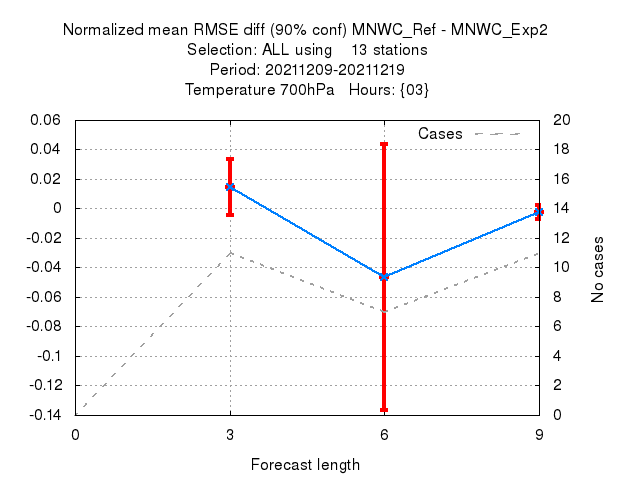 Normalized mean RMSE diff (90% conf) MNWC_Ref - MNWC_Exp2
Selection: ALL using    13 stations
Period: 20211209-20211219
Temperature 700hPa   Hours: {03}
Cases
0.06
0.04
0.02
0
-0.02
-0.04
-0.06
-0.08
-0.1
-0.12
-0.14
20
18
16
14
12
10
8
6
4
2
0
No cases
0 3 6 9
Forecast length